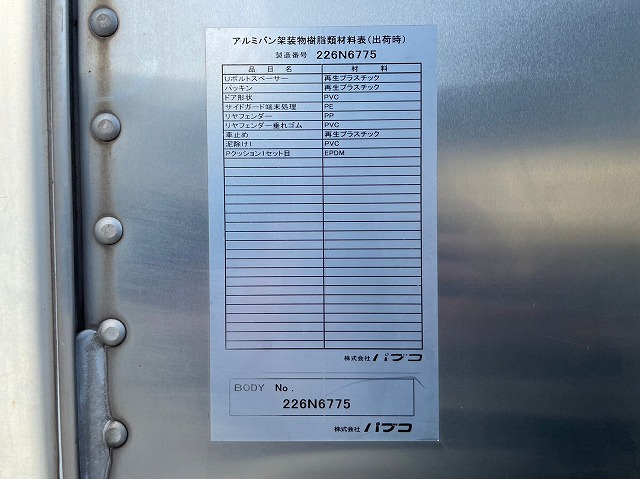 アルミバン架装物樹脂類材料表(出荷時)
製造番号 226N6775
品目名 材料
Uボルトスペーサー 再生プラスチック
パッキン 再生プラスチック
ドア形状 PVC
サイドガード端末処理 PE
リヤフェンダー PP
リヤフェンダー垂れゴム PVC
車止め 再生プラスチック
泥除け1 PVC
Pクッション1セット目 EPDM
株式会社 パブコ
BODY No.
226N6775
株式会社 パブコ